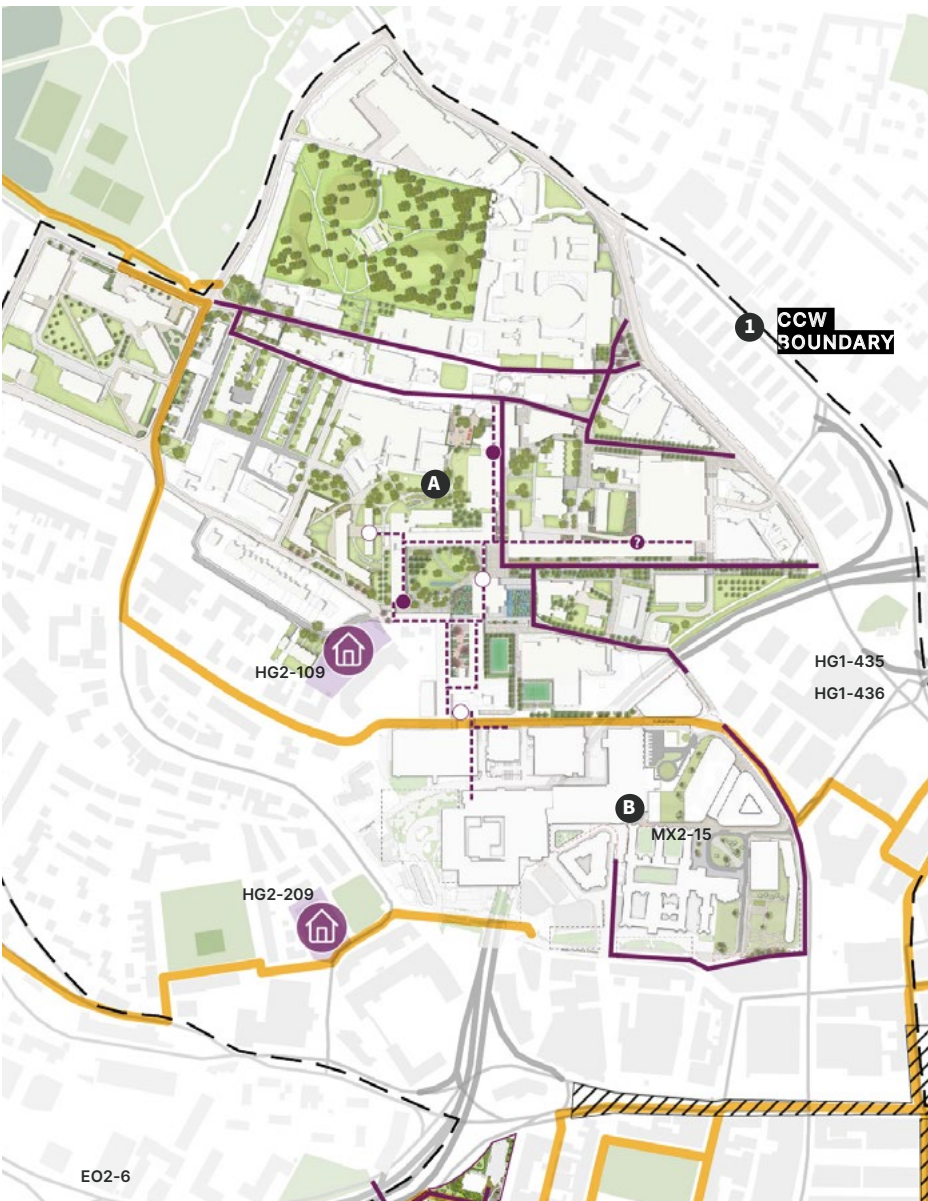 1
CCW
BOUNDARY
A
?
HG2-109
HG1-435
HG1-436
B
MX2-15
HG2-209
EO2-6